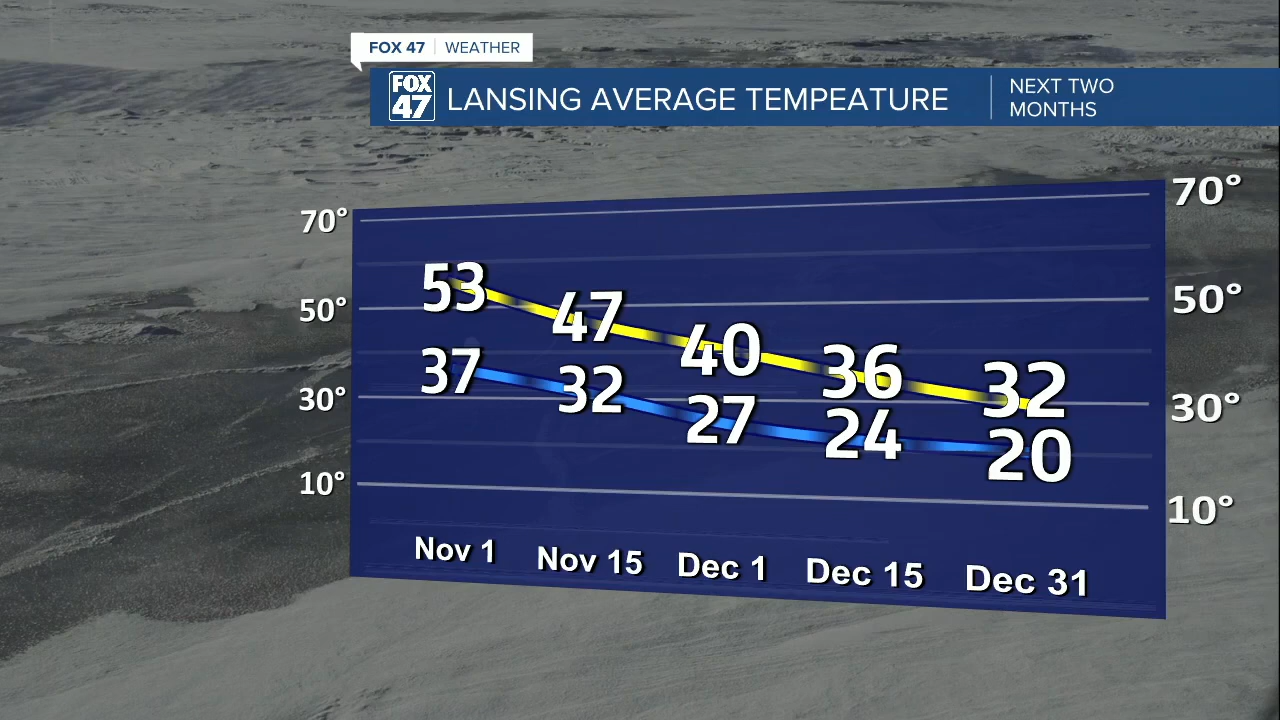 FOX 47 WEATHER
FOX
47
LANSING AVERAGE TEMPEATURE
NEXT TWO
MONTHS
70° 70°
50° 50°
30° 30°
10° 10°
53 47 40 36 32
37 32 27 24 20
Nov 1 Nov 15 Dec 1 Dec 15 Dec 31